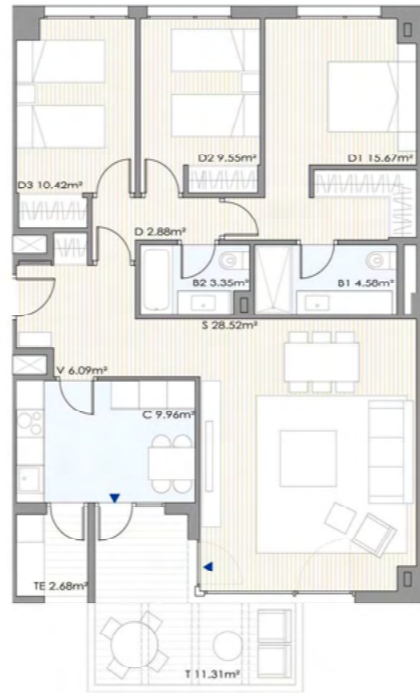 D2 9.55m²
D1 15.67m²
D3 10.42m²
D 2.88m²
B2 3.35m²
B1 4.58m²
S 28.52m²
V 6.09m²
C 9.96m²
TE 2.68m²
T 11.31m²